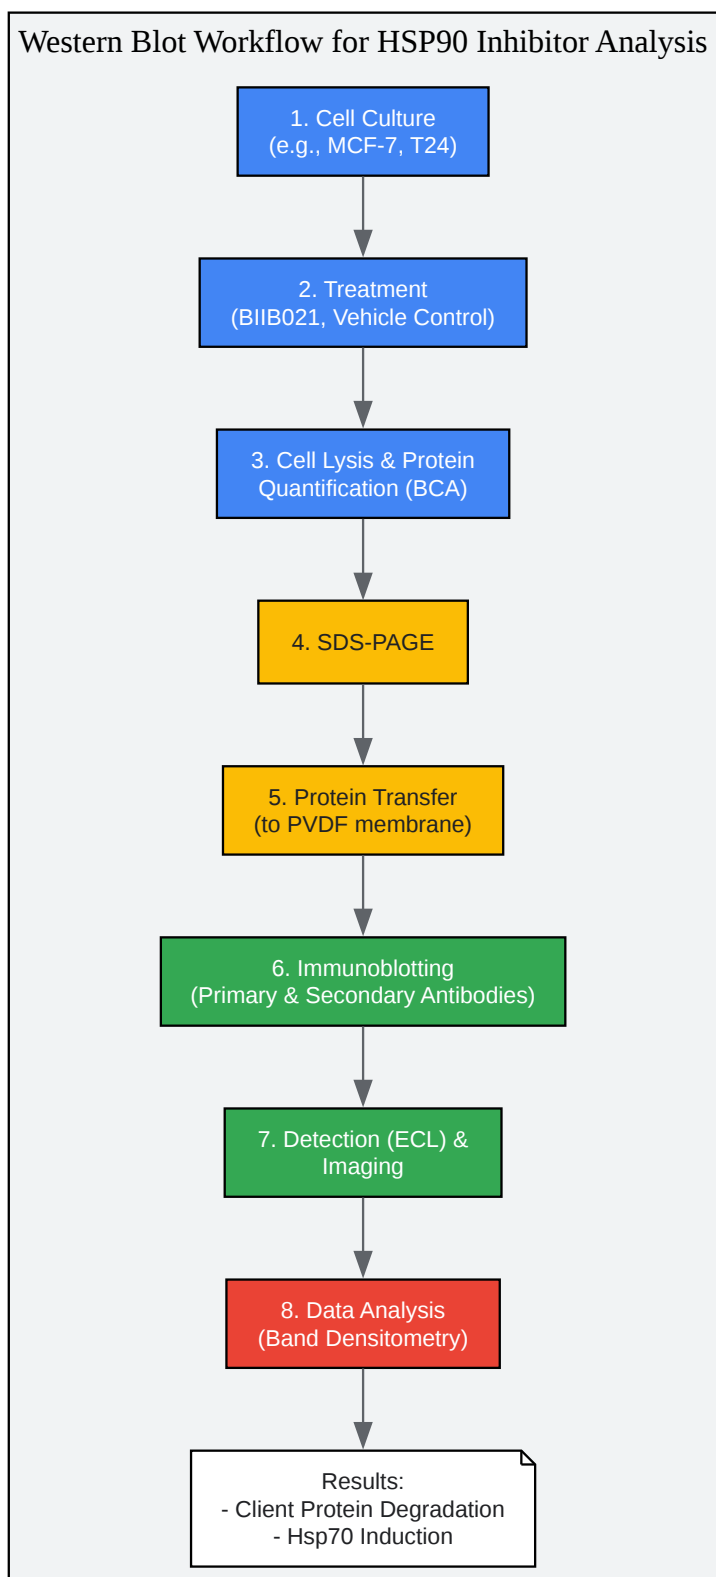 Western Blot Workflow for HSP90 Inhibitor Analysis
1. Cell Culture
(e.g., MCF-7, T24)
2. Treatment
(BIIB021, Vehicle Control)
3. Cell Lysis & Protein
Quantification (BCA)
4. SDS-PAGE
5. Protein Transfer
(to PVDF membrane)
6. Immunoblotting
(Primary & Secondary Antibodies)
7. Detection (ECL) &
Imaging
8. Data Analysis
(Band Densitometry)
Results:
- Client Protein Degradation
- Hsp70 Induction